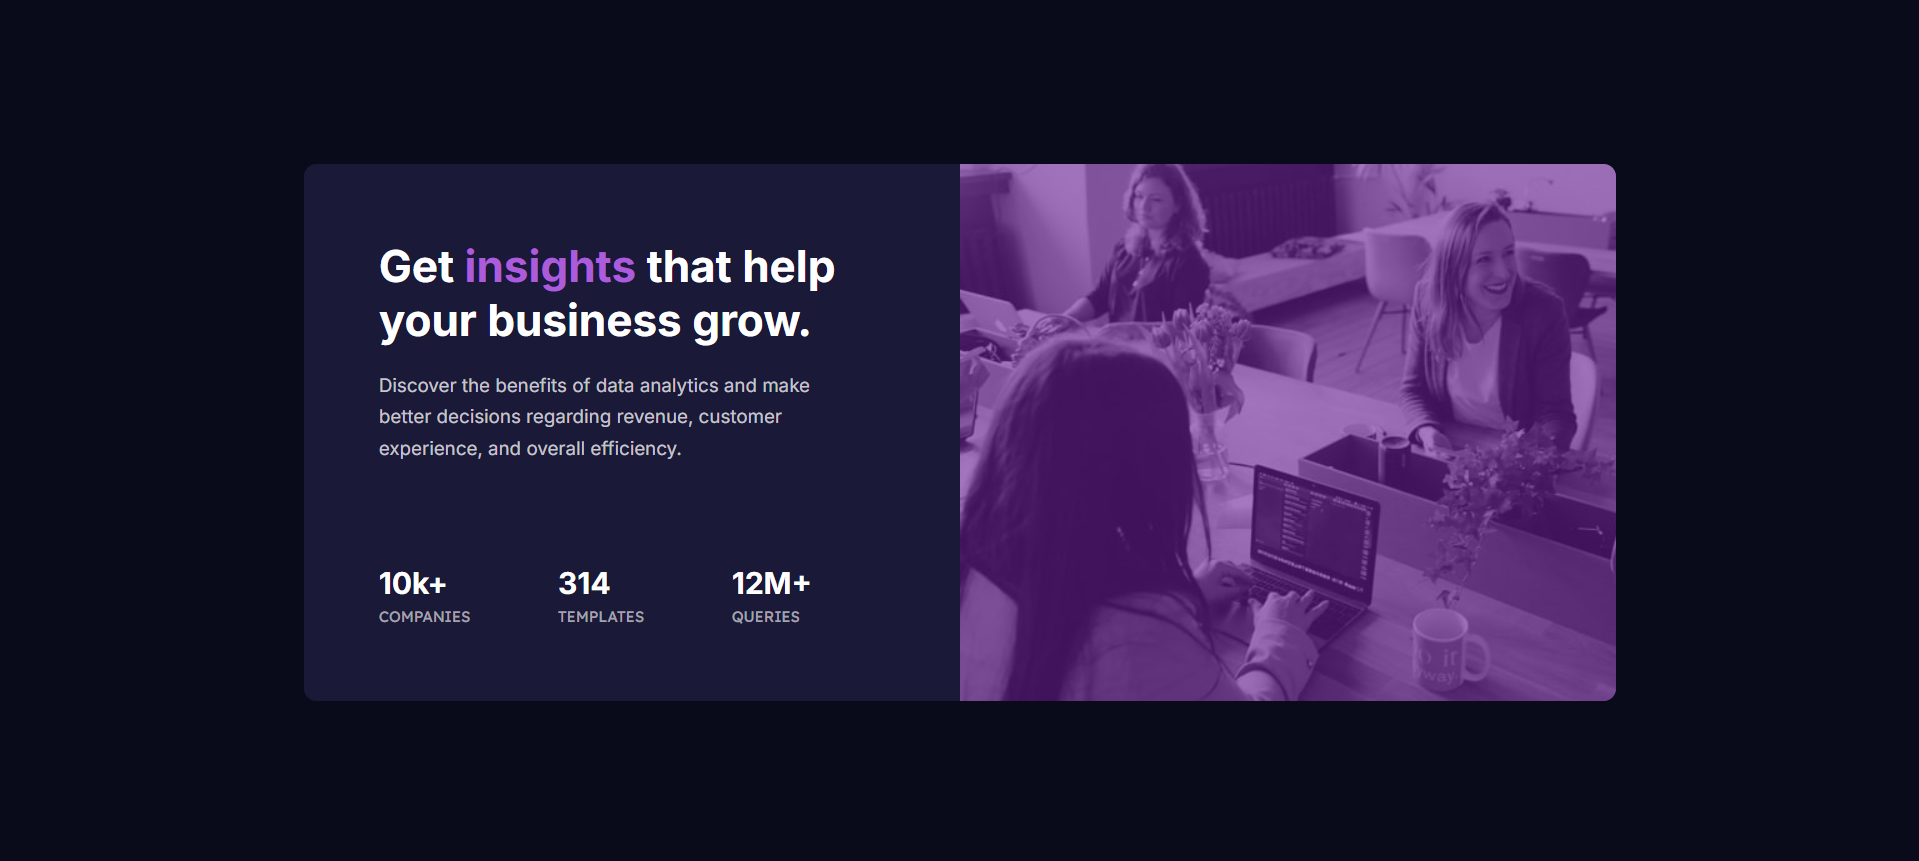 Get insights that help
your business grow.
Discover the benefits of data analytics and make
better decisions regarding revenue, customer
experience, and overall efficiency.
10k+ 314 12M+
COMPANIES TEMPLATES QUERIES